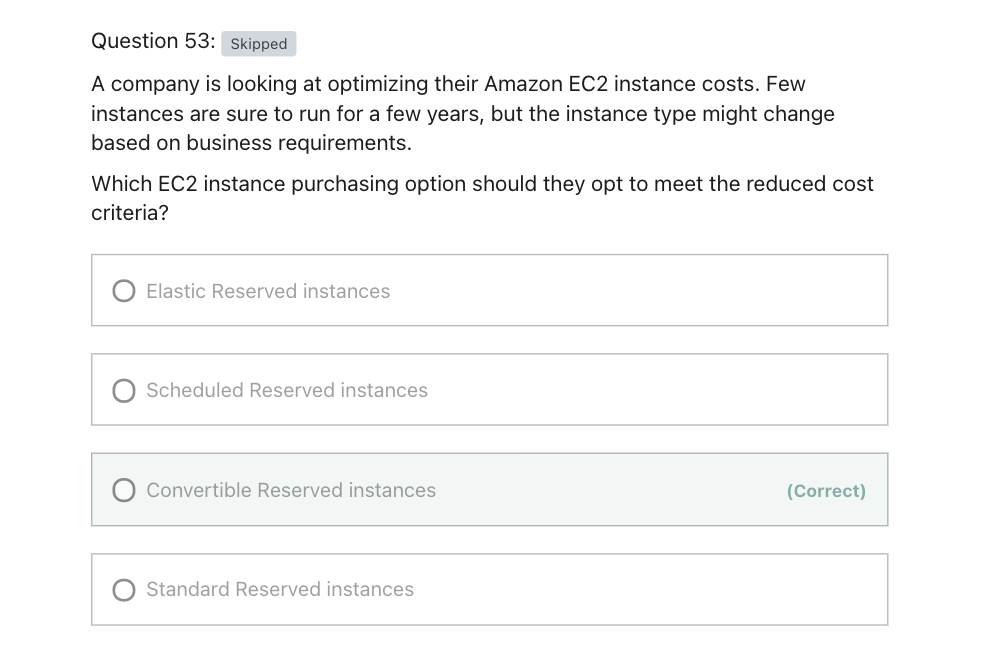 Question 53: Skipped
A company is looking at optimizing their Amazon EC2 instance costs. Few
instances are sure to run for a few years, but the instance type might change
based on business requirements.
Which EC2 instance purchasing option should they opt to meet the reduced cost
criteria?
Elastic Reserved instances
Scheduled Reserved instances
Convertible Reserved instances (Correct)
Standard Reserved instances